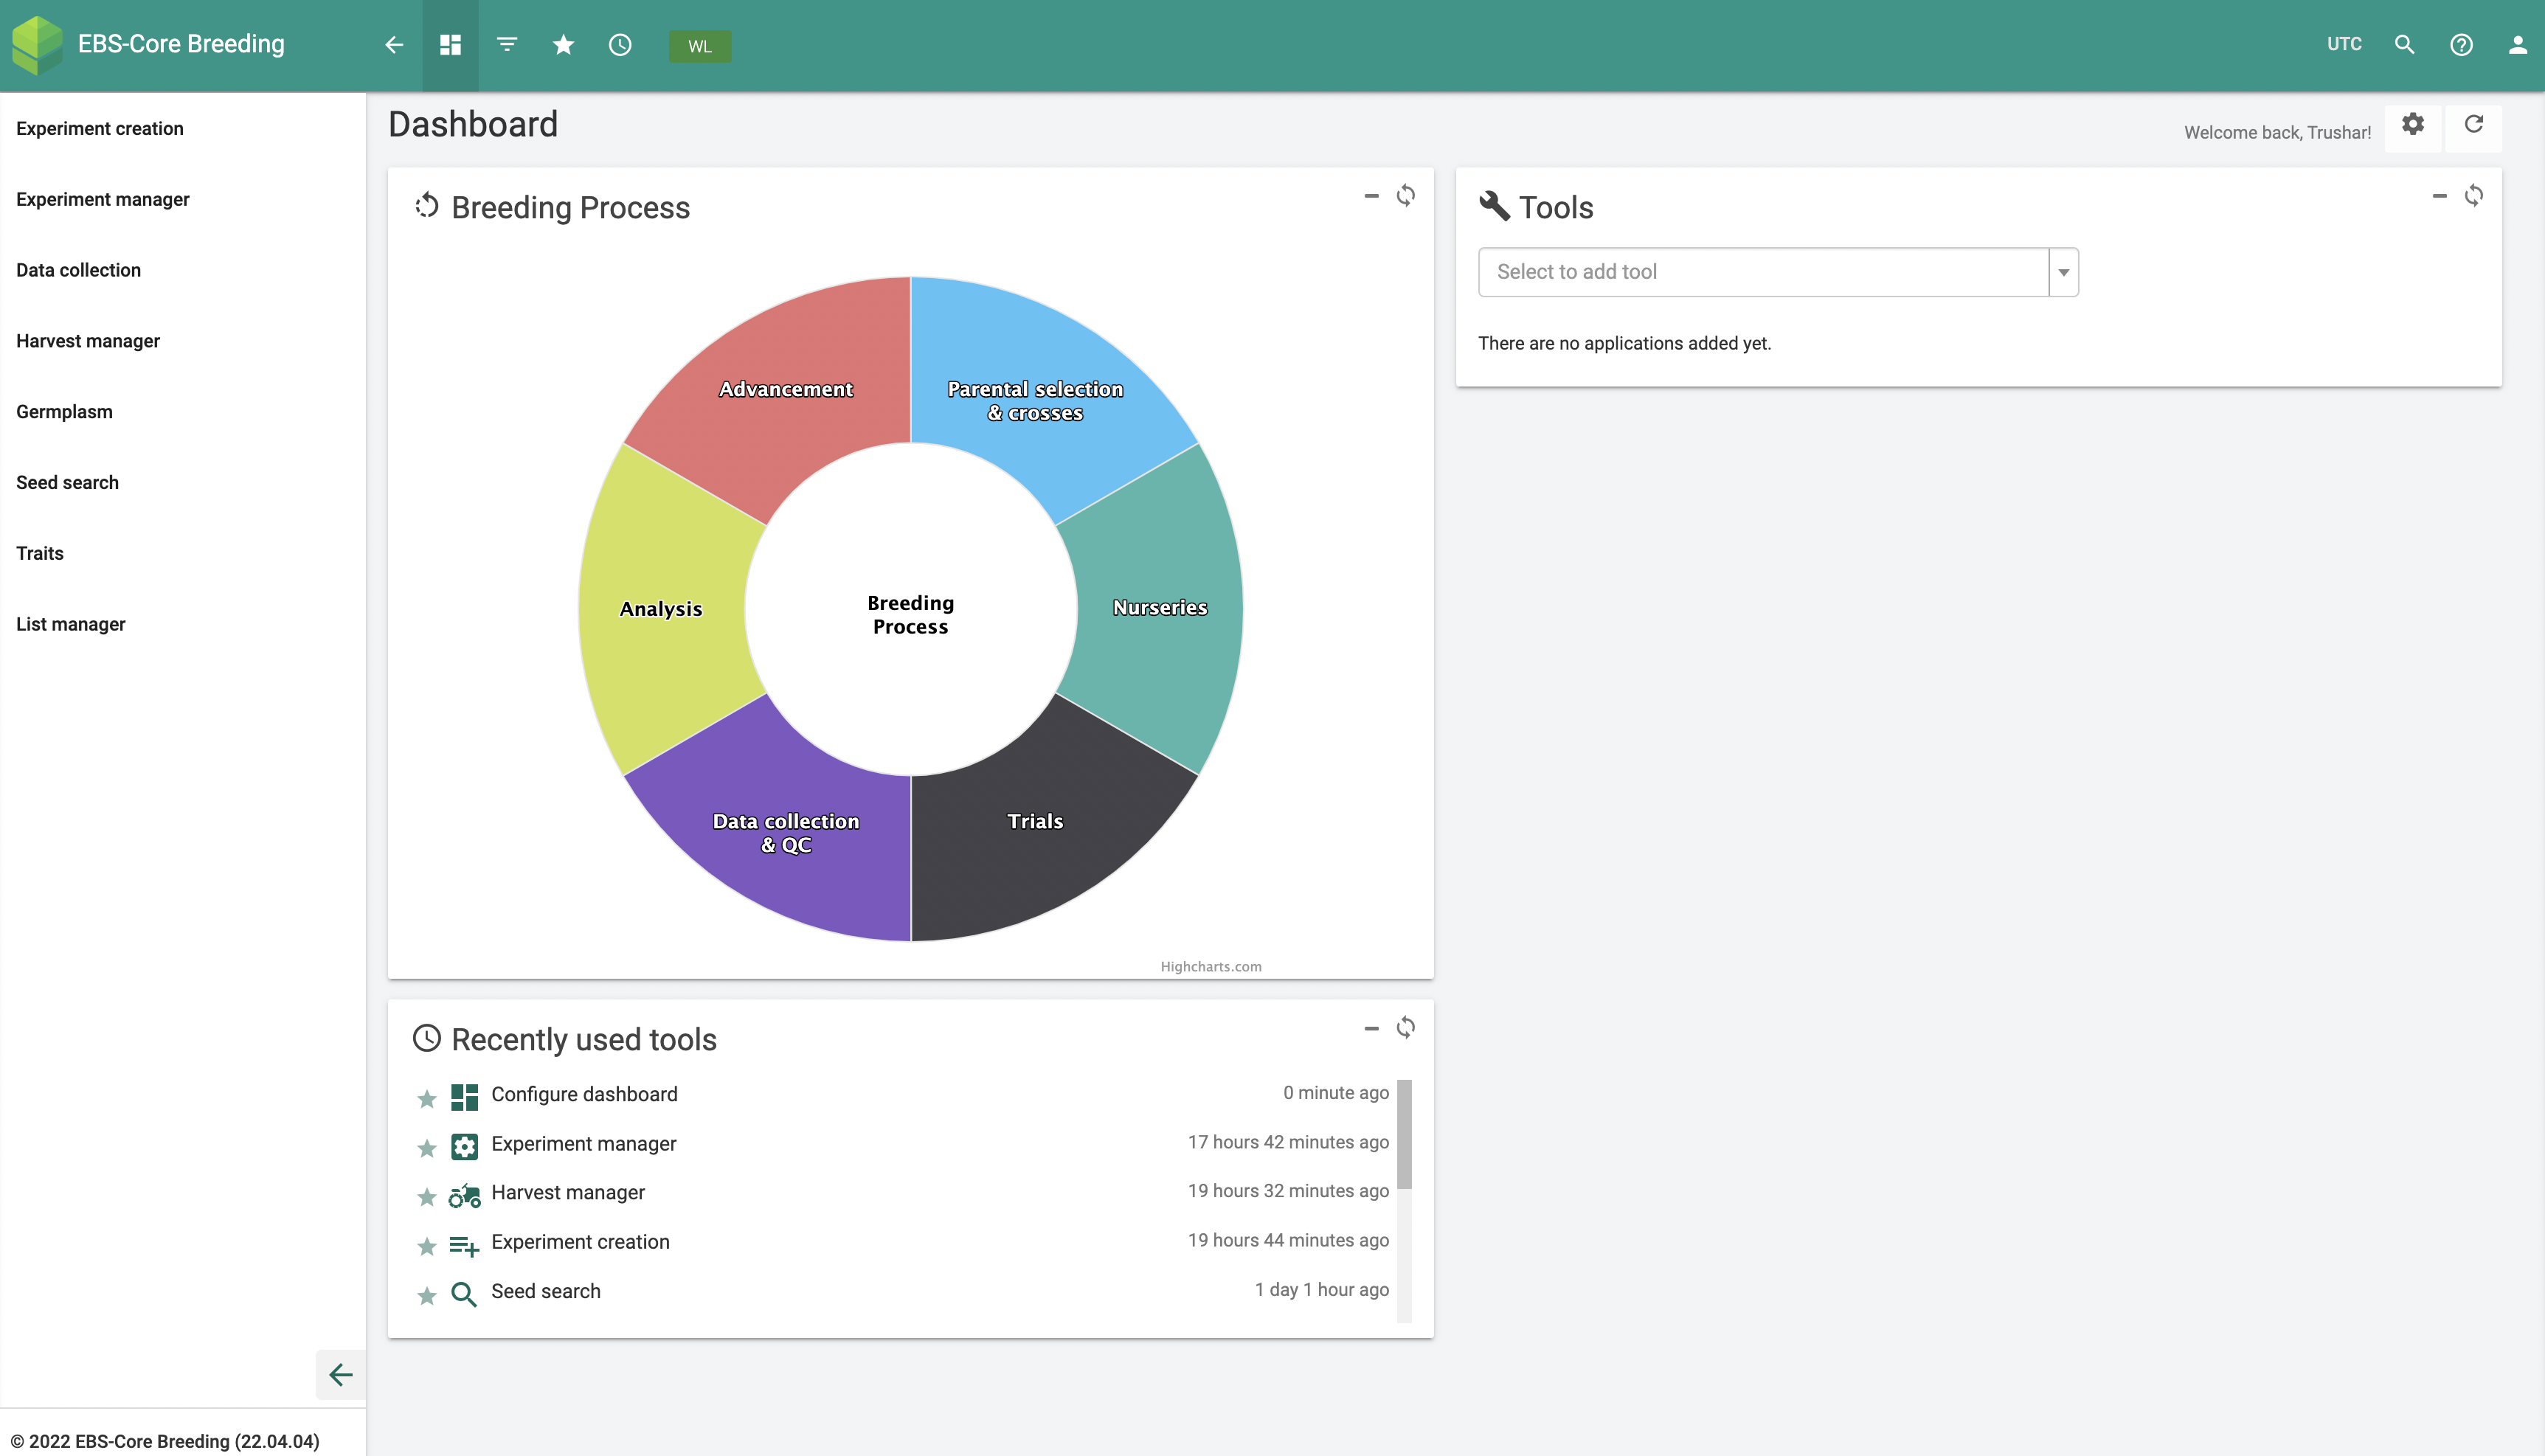 EBS-Core Breeding
WL
UTC
Experiment creation
Experiment manager
Data collection
Harvest manager
Germplasm
Seed search
Traits
List manager
© 2022 EBS-Core Breeding (22.04.04)
Dashboard
Welcome back, Trushar!
Breeding Process
Advancement
Parental selection
& crosses
Analysis
Breeding
Process
Nurseries
Data collection
& QC
Trials
Highcharts.com
Recently used tools
Configure dashboard 0 minute ago
Experiment manager 17 hours 42 minutes ago
Harvest manager 19 hours 32 minutes ago
Experiment creation 19 hours 44 minutes ago
Seed search 1 day 1 hour ago
Tools
Select to add tool
There are no applications added yet.